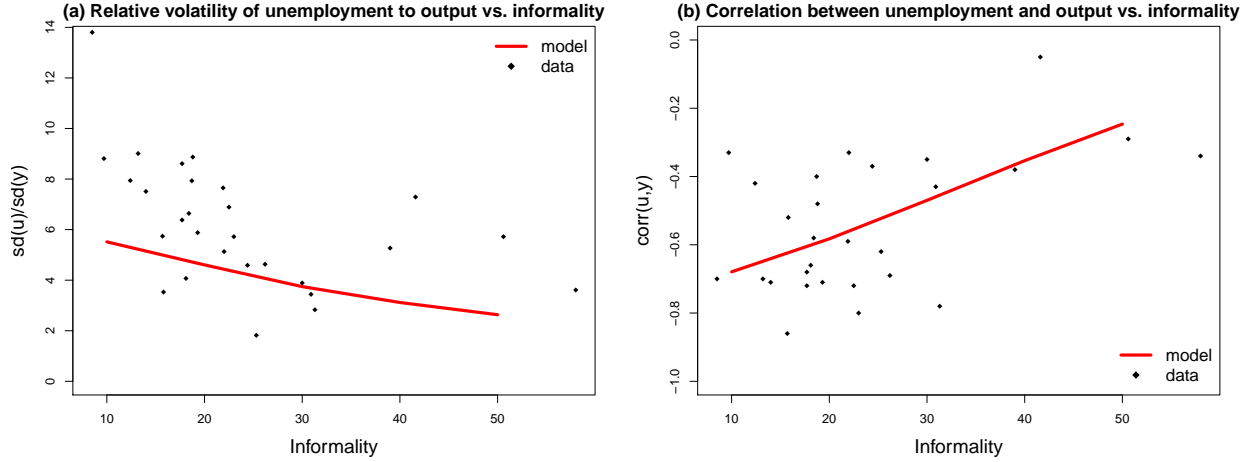 (a) Relative volatility of unemployment to output vs. informality
14
12
10
8
6
4
2
0
sd(u)/sd(y)
model
data
10 20 30 40 50
Informality
(b) Correlation between unemployment and output vs. informality
0.0
−0.2
−0.4
−0.6
−0.8
−1.0
corr(u,y)
model
data
10 20 30 40 50
Informality